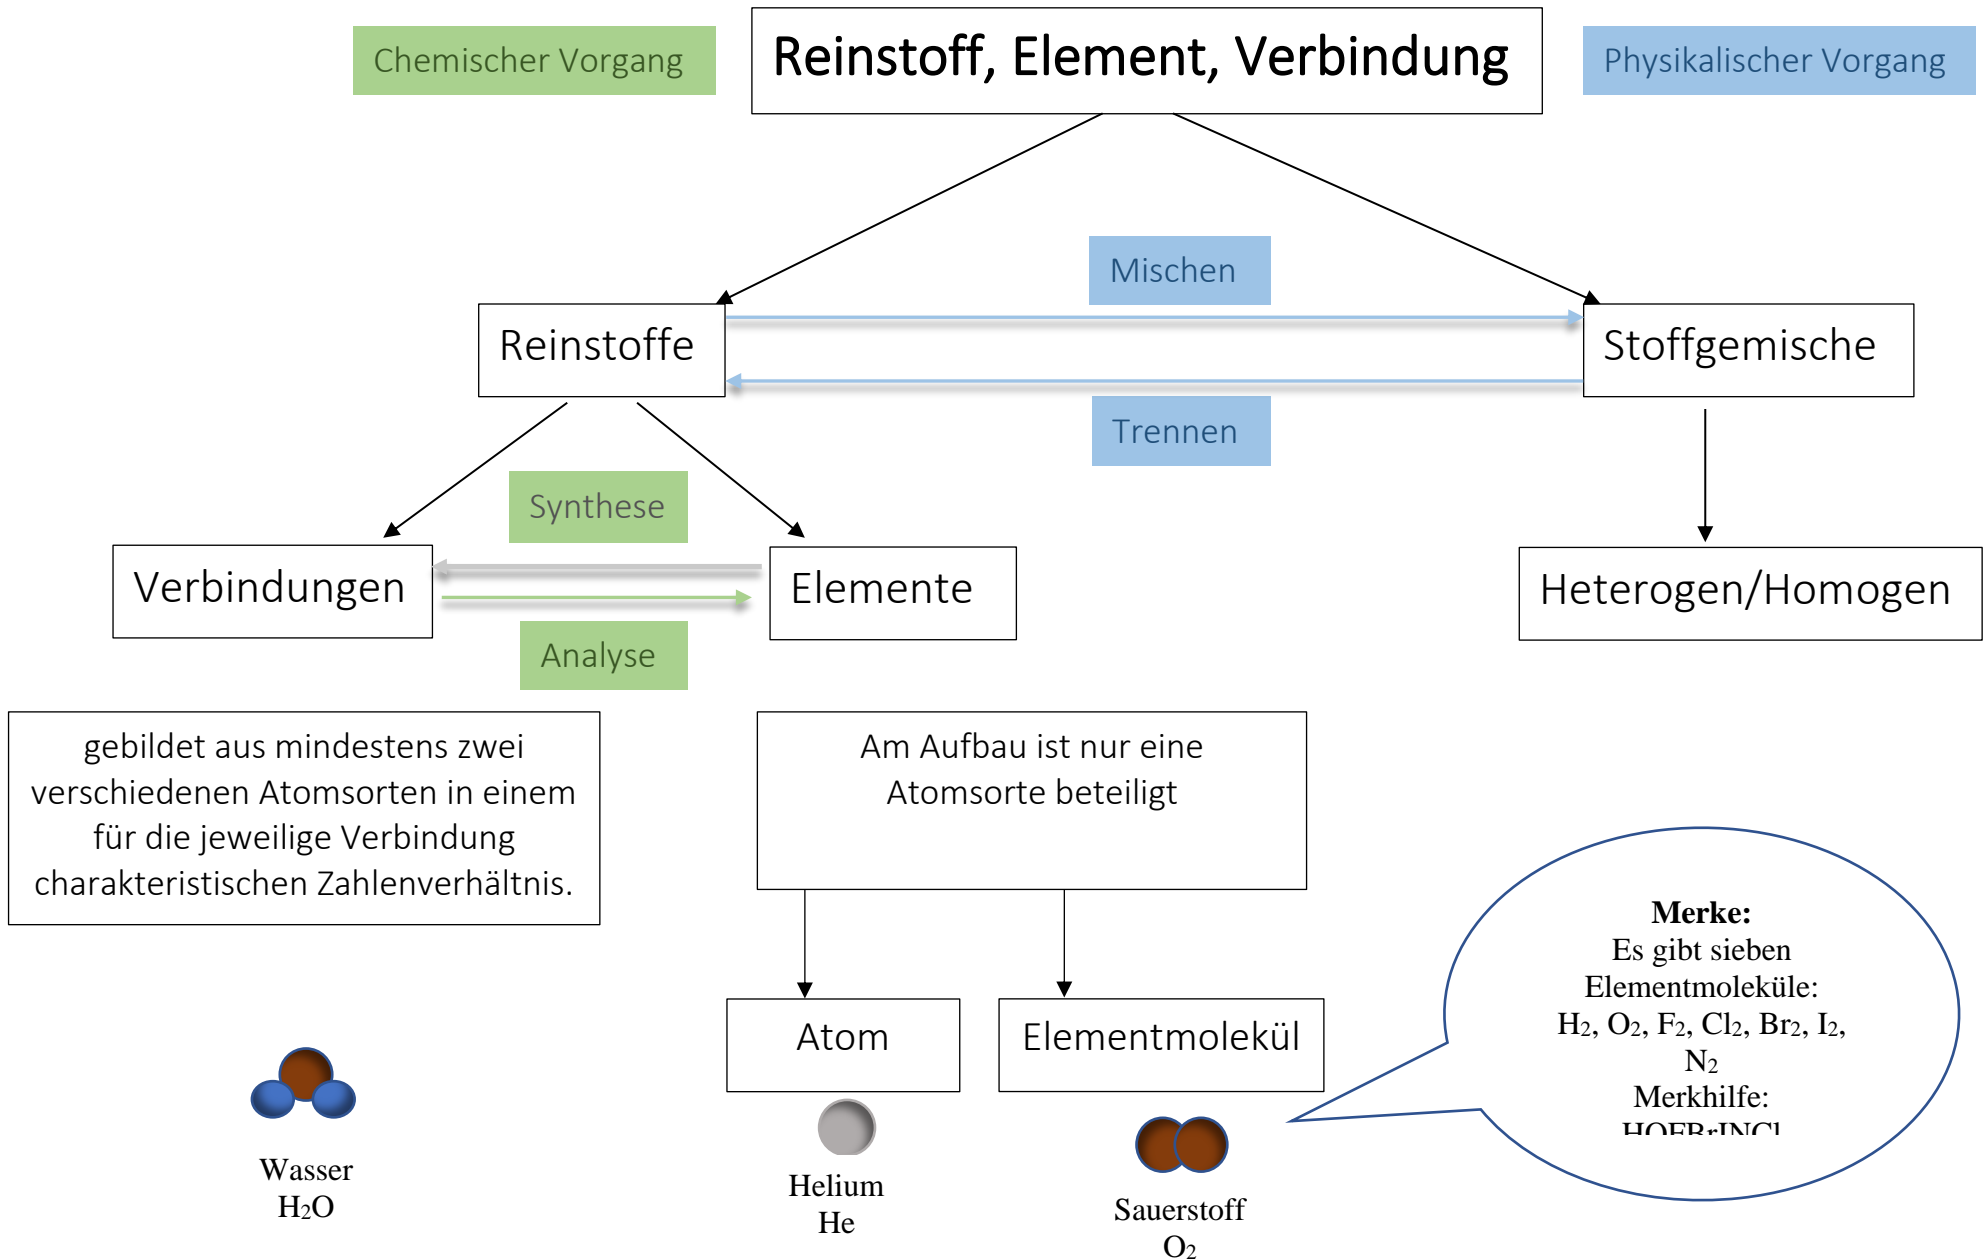 Chemischer Vorgang
Reinstoff, Element, Verbindung
Physikalischer Vorgang
Mischen
Reinstoffe
Stoffgemische
Trennen
Synthese
Verbindungen
Elemente
Heterogen/Homogen
Analyse
gebildet aus mindestens zwei
verschiedenen Atomsorten in einem
für die jeweilige Verbindung
charakteristischen Zahlenverhältnis.
Am Aufbau ist nur eine
Atomsorte beteiligt
Merke:
Es gibt sieben
Elementmoleküle:
H2, O2, F2, Cl2, Br2, I2,
N2
Merkhilfe:
HOFBrINCl
Atom
Elementmolekül
Wasser
H2O
Helium
He
Sauerstoff
O2